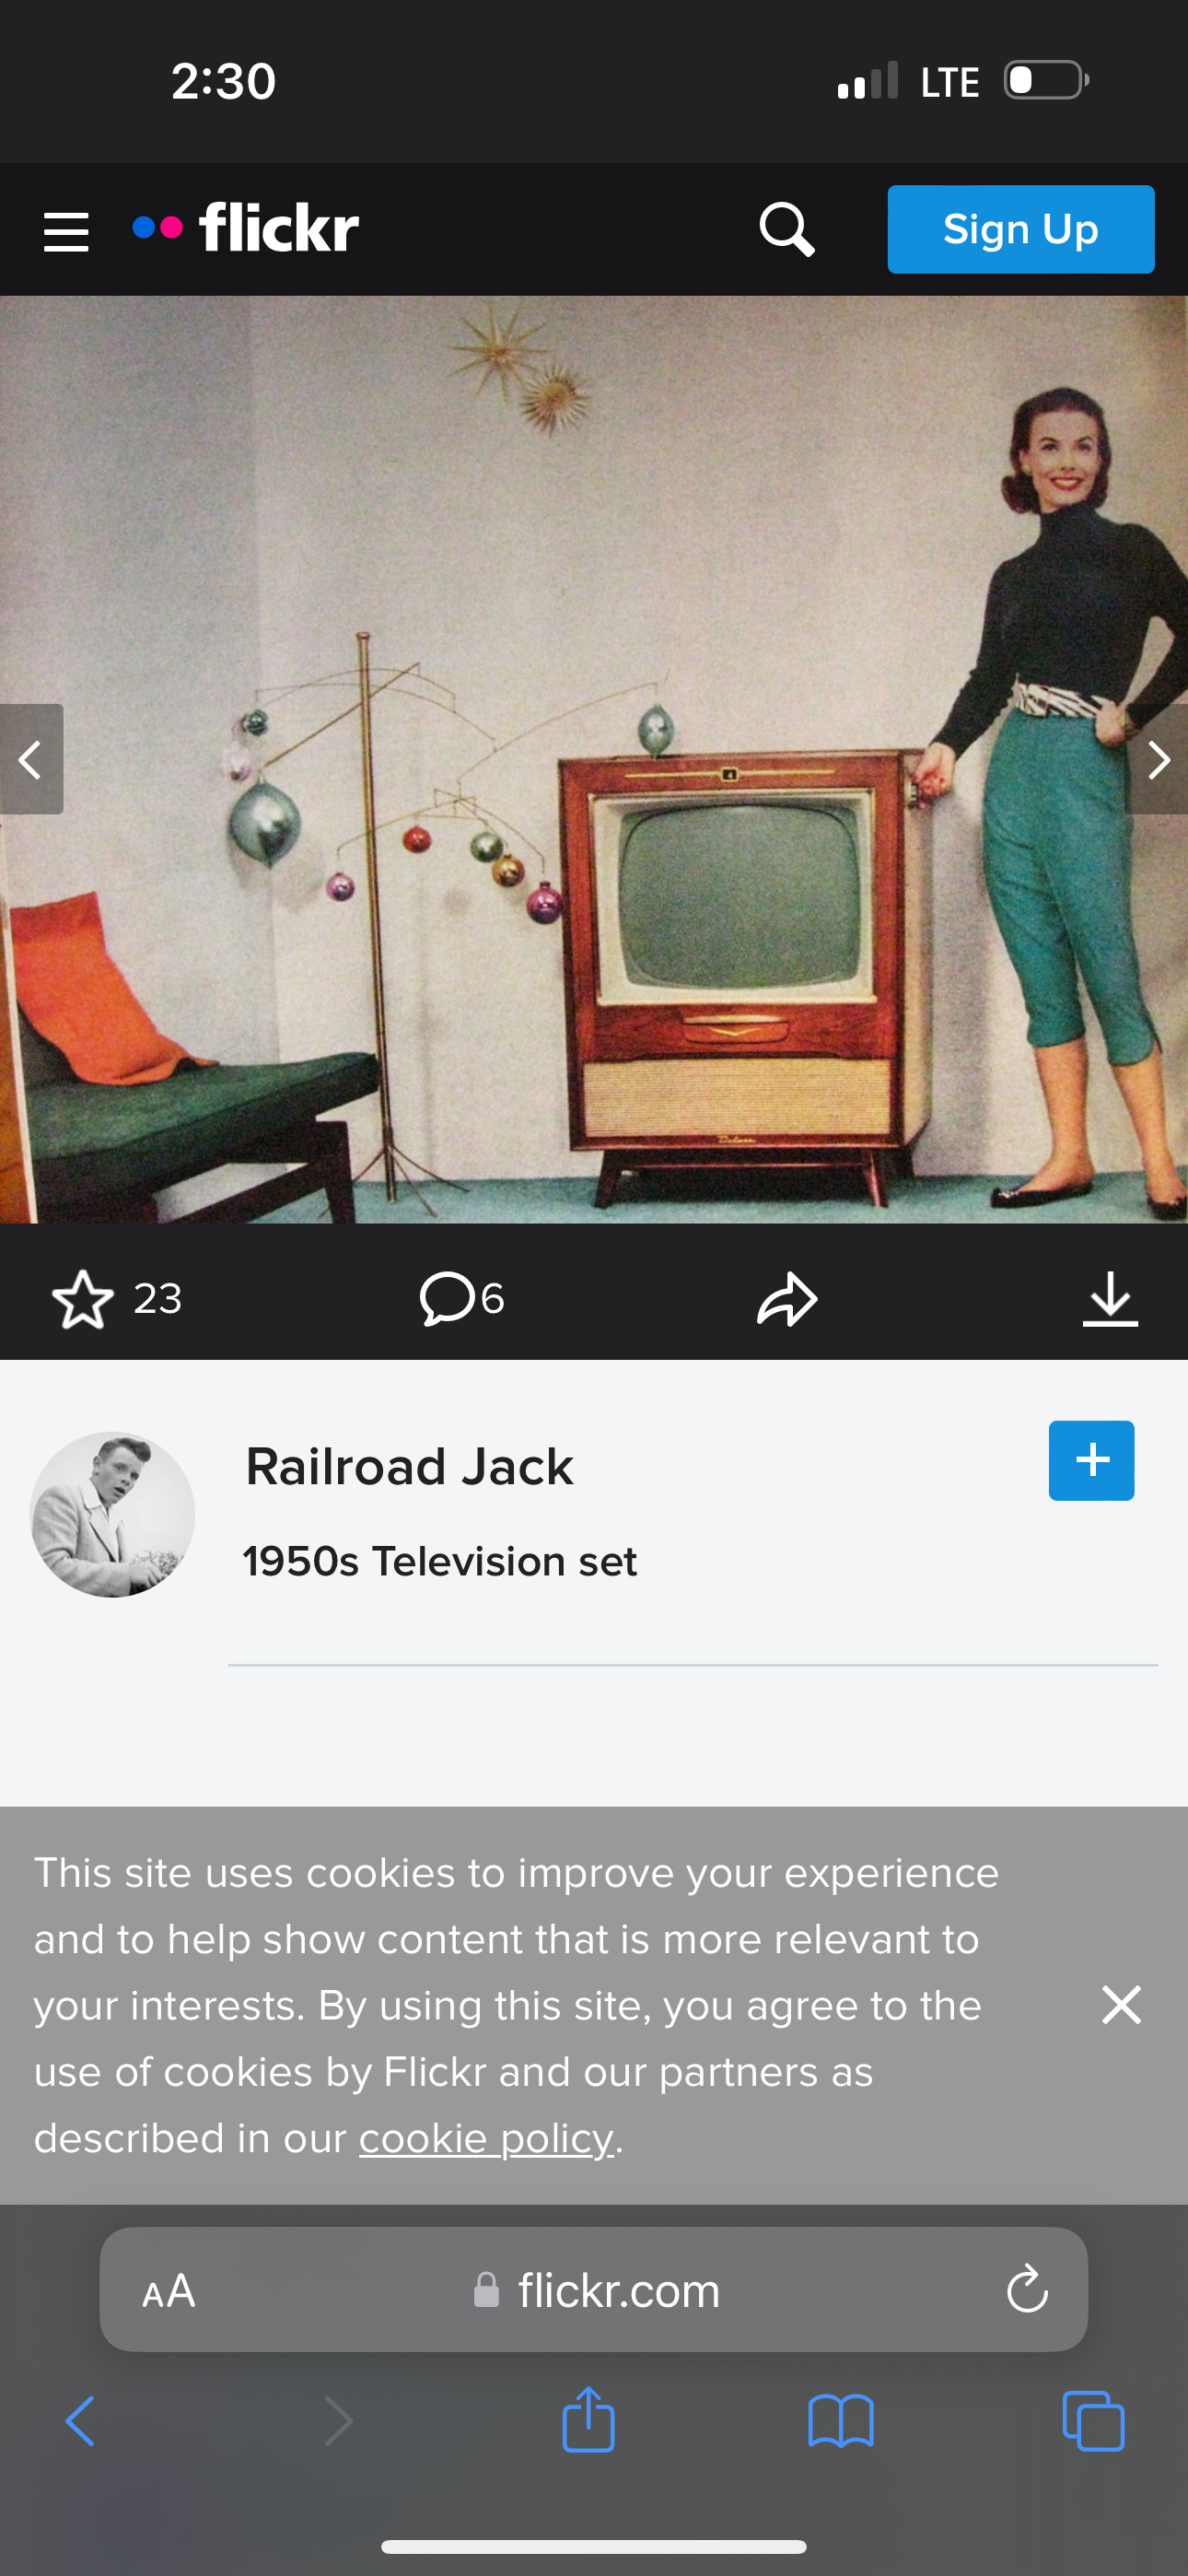 2:30 LTE
flickr Sign Up
23 6
Railroad Jack
+
1950s Television set
This site uses cookies to improve your experience
and to help show content that is more relevant to
your interests. By using this site, you agree to the
use of cookies by Flickr and our partners as
described in our cookie policy.
AA flickr.com